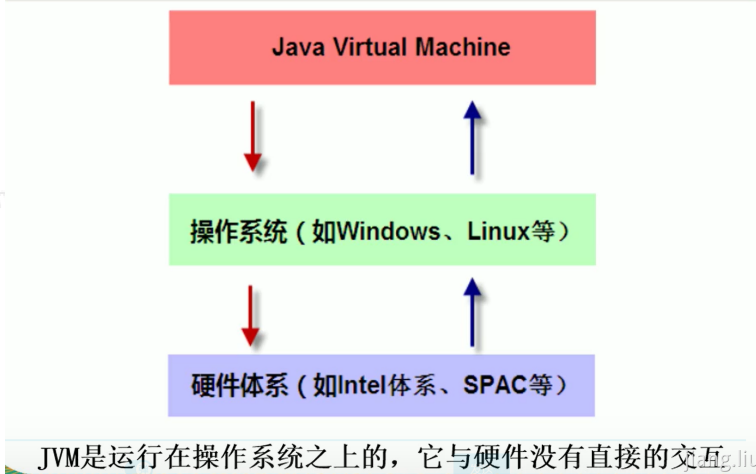 Java Virtual Machine
操作系统（如Windows、Linux等）
硬件体系（如Intel体系、SPAC等）
JVM是运行在操作系统之上的，它与硬件没有直接的交互